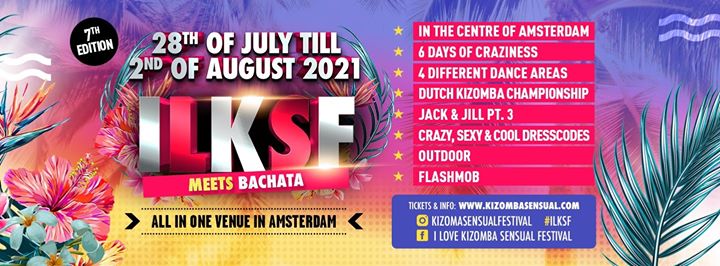 7TH
EDITION
28TH OF JULY TILL
2ND OF AUGUST 2021
ILKSF
MEETS BACHATA
ALL IN ONE VENUE IN AMSTERDAM
IN THE CENTRE OF AMSTERDAM
6 DAYS OF CRAZINESS
4 DIFFERENT DANCE AREAS
DUTCH KIZOMBA CHAMPIONSHIP
JACK & JILL PT. 3
CRAZY, SEXY & COOL DRESSCODES
OUTDOOR
FLASHMOB
TICKETS & INFO: WWW.KIZOMBASENSUAL.COM
KIZOMASENSUALFESTIVAL #ILKSF
I LOVE KIZOMBA SENSUAL FESTIVAL